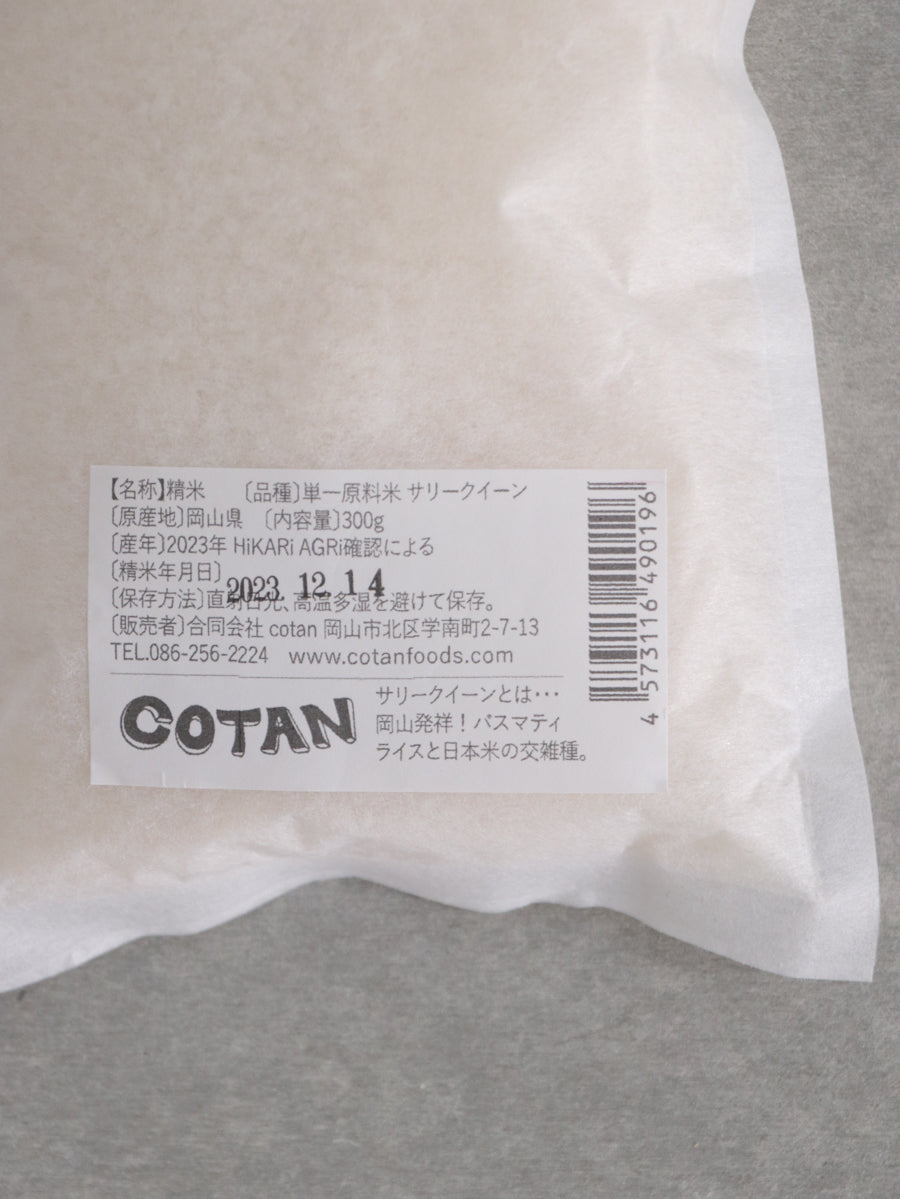 【名称】精米 〔品種〕単一原料米 サリークイーン
〔原産地〕岡山県 〔内容量〕300g
〔産年〕2023年 HiKARi AGRi確認による
〔精米年月日〕 2023. 12. 14
〔保存方法〕直射日光、高温多湿を避けて保存。
〔販売者〕合同会社 cotan 岡山市北区学南町2-7-13
TEL.086-256-2224 www.cotanfoods.com
COTAN
サリークイーンとは・・・
岡山発祥！バスマティ
ライスと日本米の交雑種。
4 573116 490196